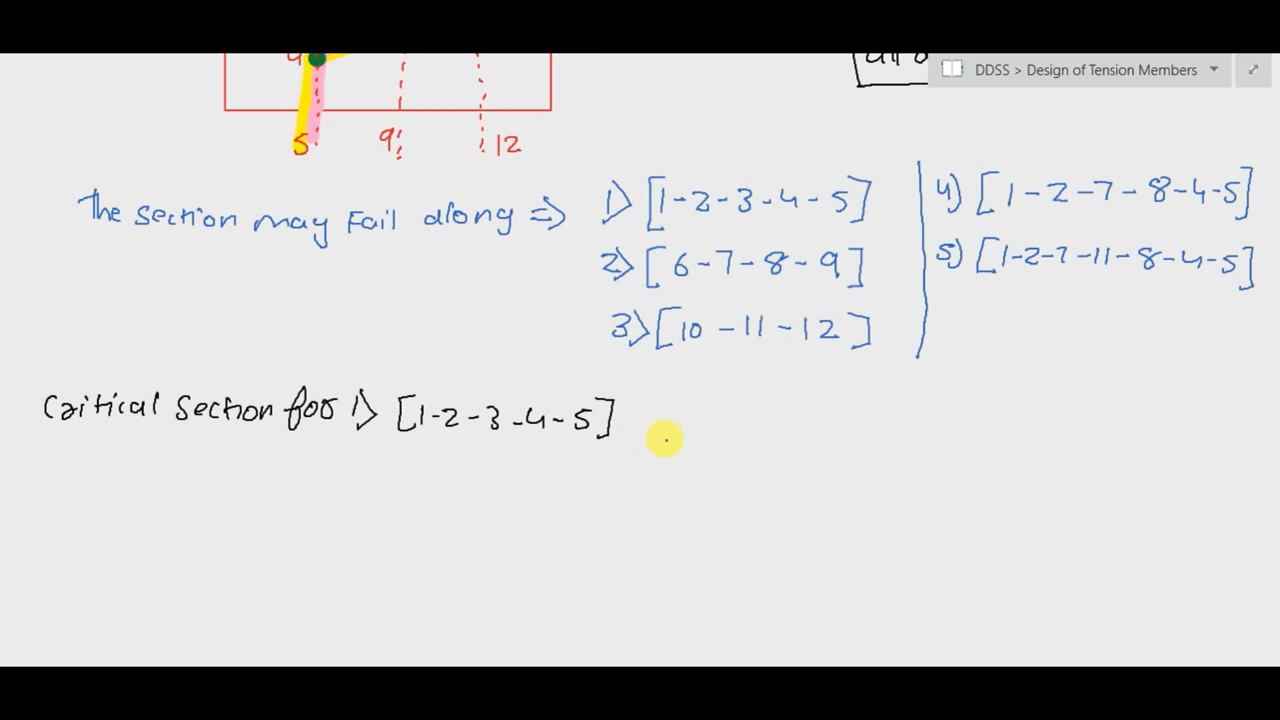 4
DDSS > Design of Tension Members
5 9 12
The section may Fail along ⇒ 1) [1-2-3-4-5]
2) [6-7-8-9]
3) [10-11-12]
4) [1-2-7-8-4-5]
5) [1-2-7-11-8-4-5]
Critical section for 1) [1-2-3-4-5]